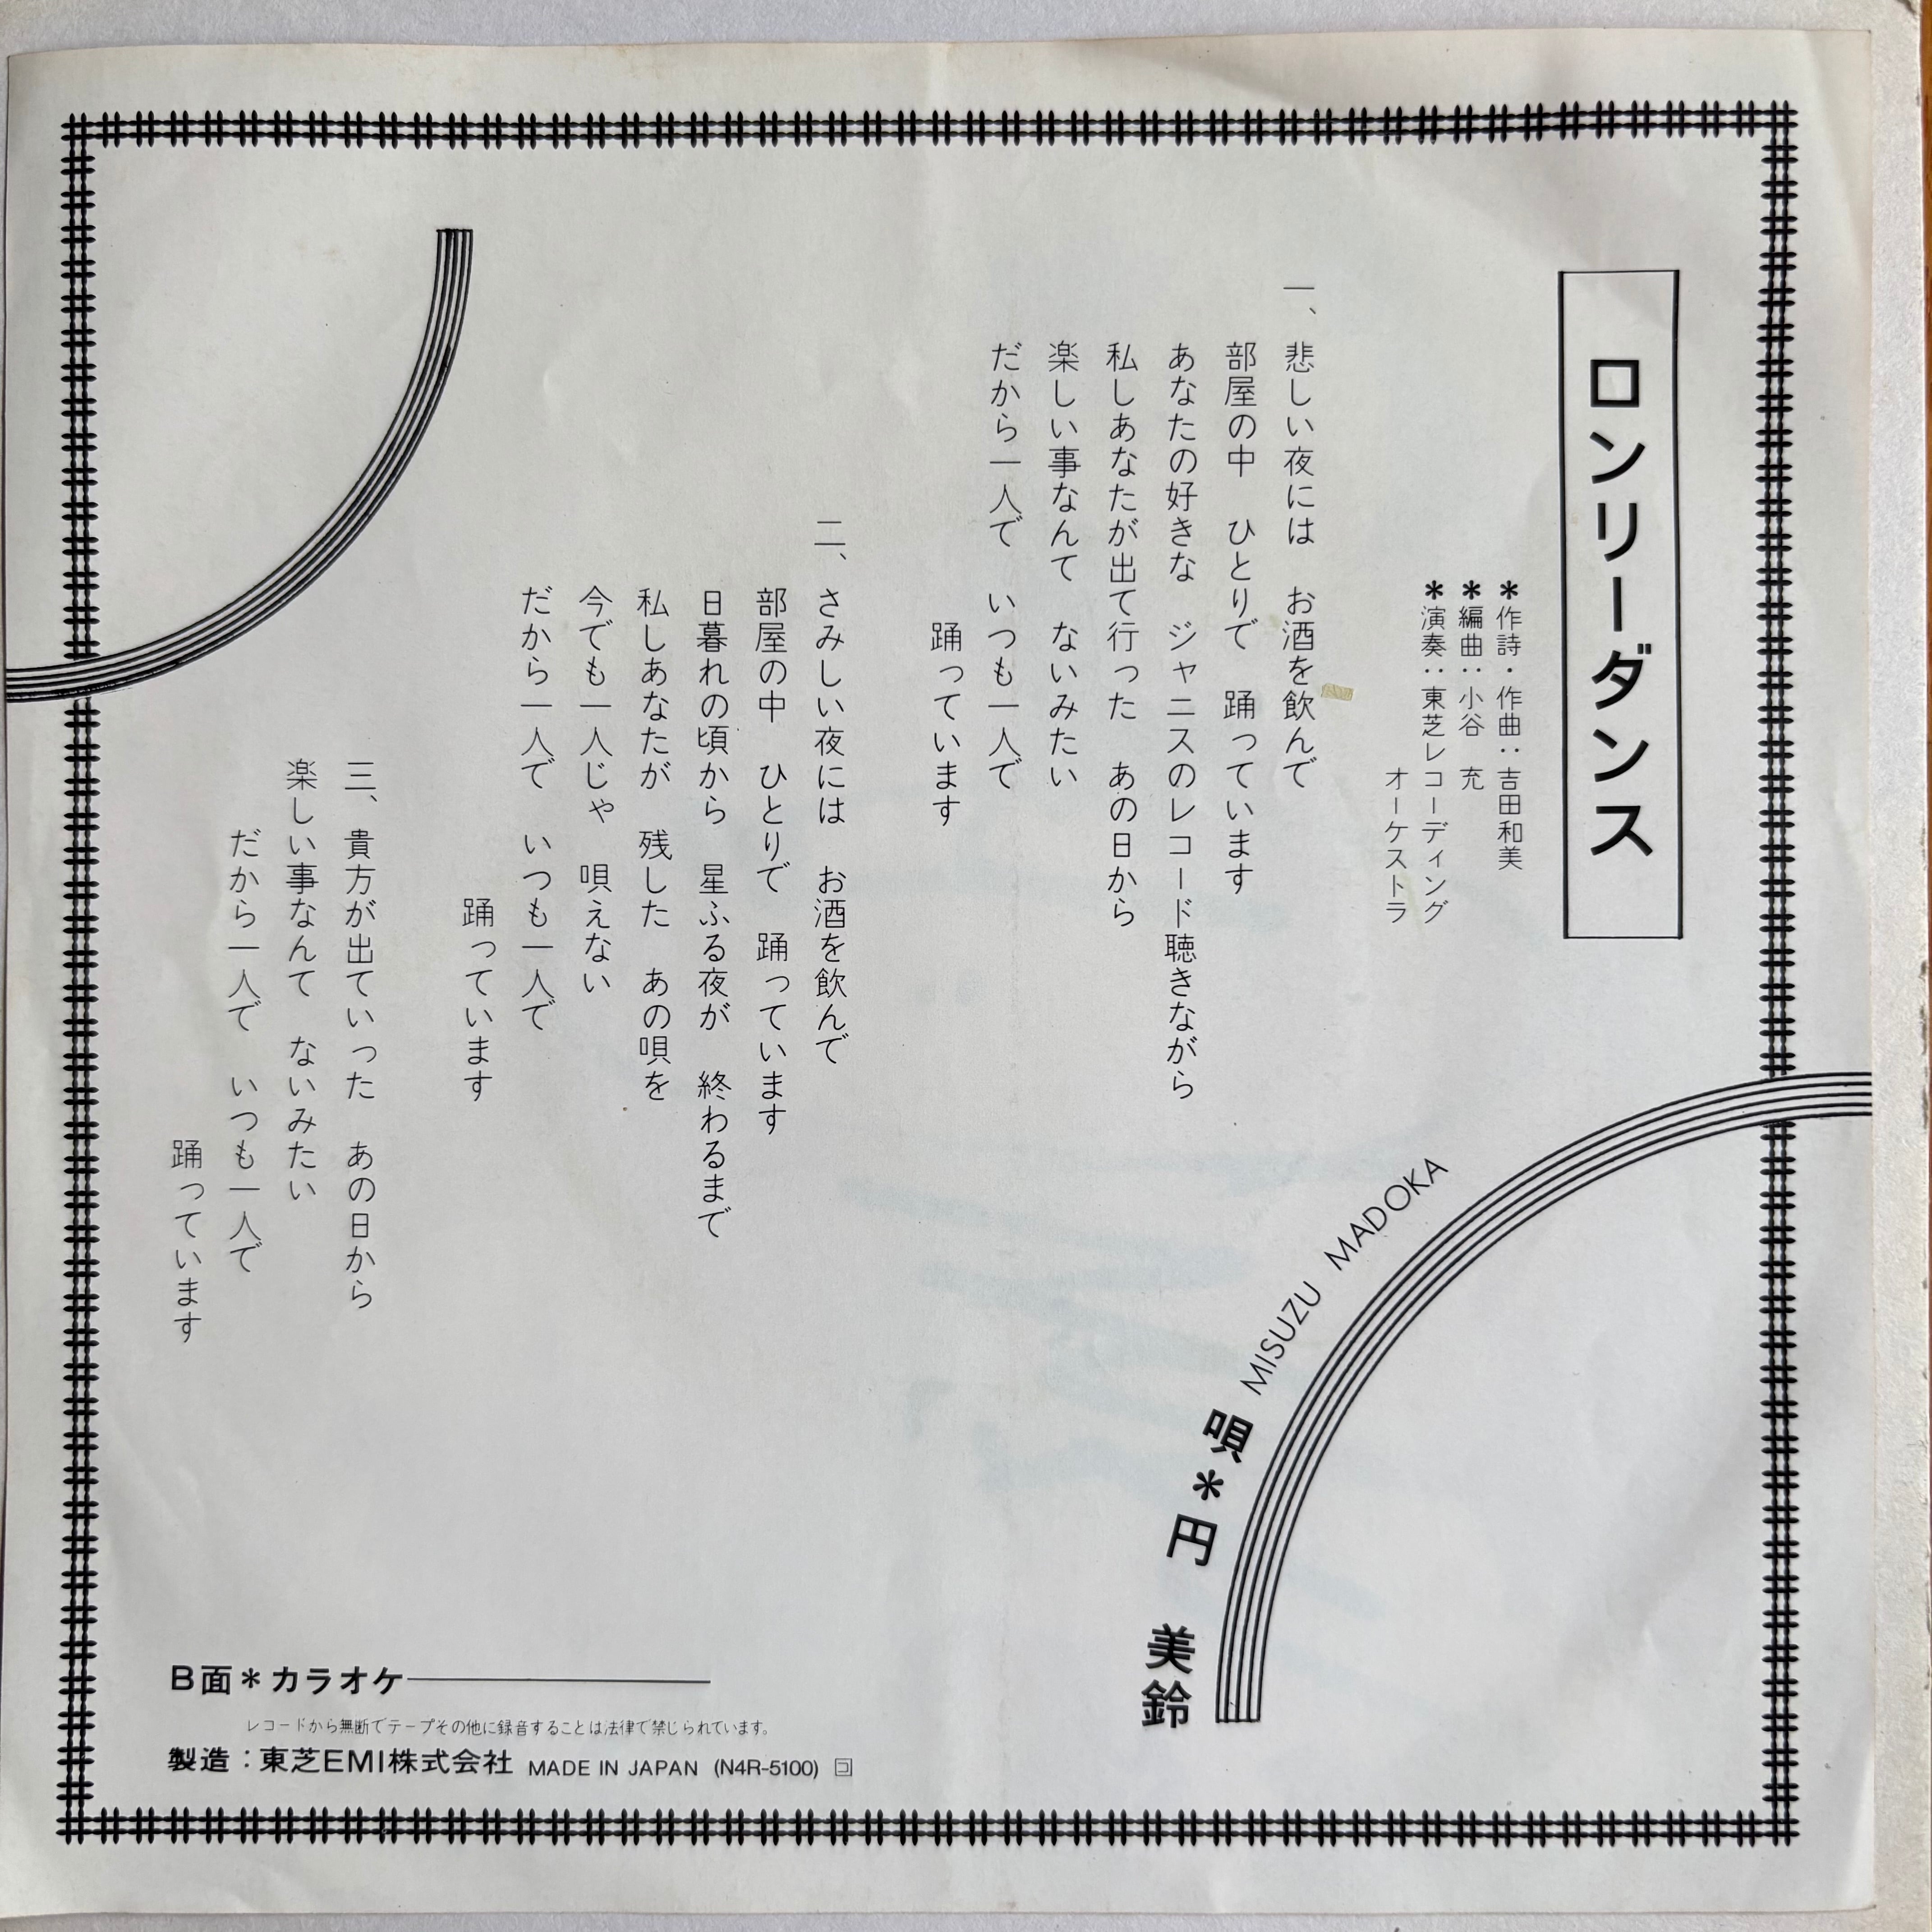 ロンリーダンス
＊作詩・作曲：吉田和美
＊編曲：小谷　充
＊演奏：東芝レコーディング
オーケストラ
一、悲しい夜には　お酒を飲んで
部屋の中　ひとりで　踊っています
あなたの好きな　ジャニスのレコード聴きながら
私しあなたが出て行った　あの日から
楽しい事なんて　ないみたい
だから一人で　いつも一人で
踊っています
二、さみしい夜には　お酒を飲んで
部屋の中　ひとりで　踊っています
日暮れの頃から　星ふる夜が　終わるまで
私しあなたが　残した　あの唄を
今でも一人じゃ　唄えない
だから一人で　いつも一人で
踊っています
三、貴方が出ていった　あの日から
楽しい事なんて　ないみたい
だから一人で　いつも一人で
踊っています
MISUZU MADOKA
唄＊円　美鈴
B面＊カラオケ
レコードから無断でテープその他に録音することは法律で禁じられています。
製造：東芝EMI株式会社 MADE IN JAPAN (N4R-5100) 回